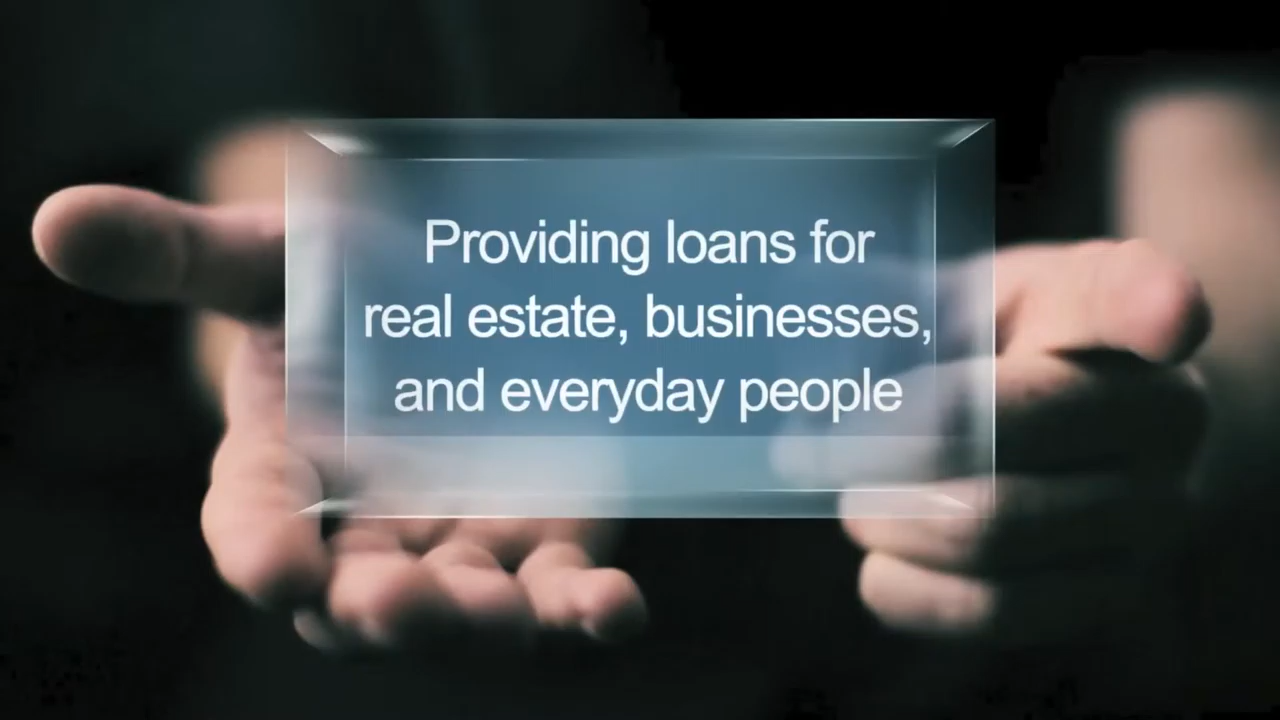 Providing loans for
real estate, businesses,
and everyday people